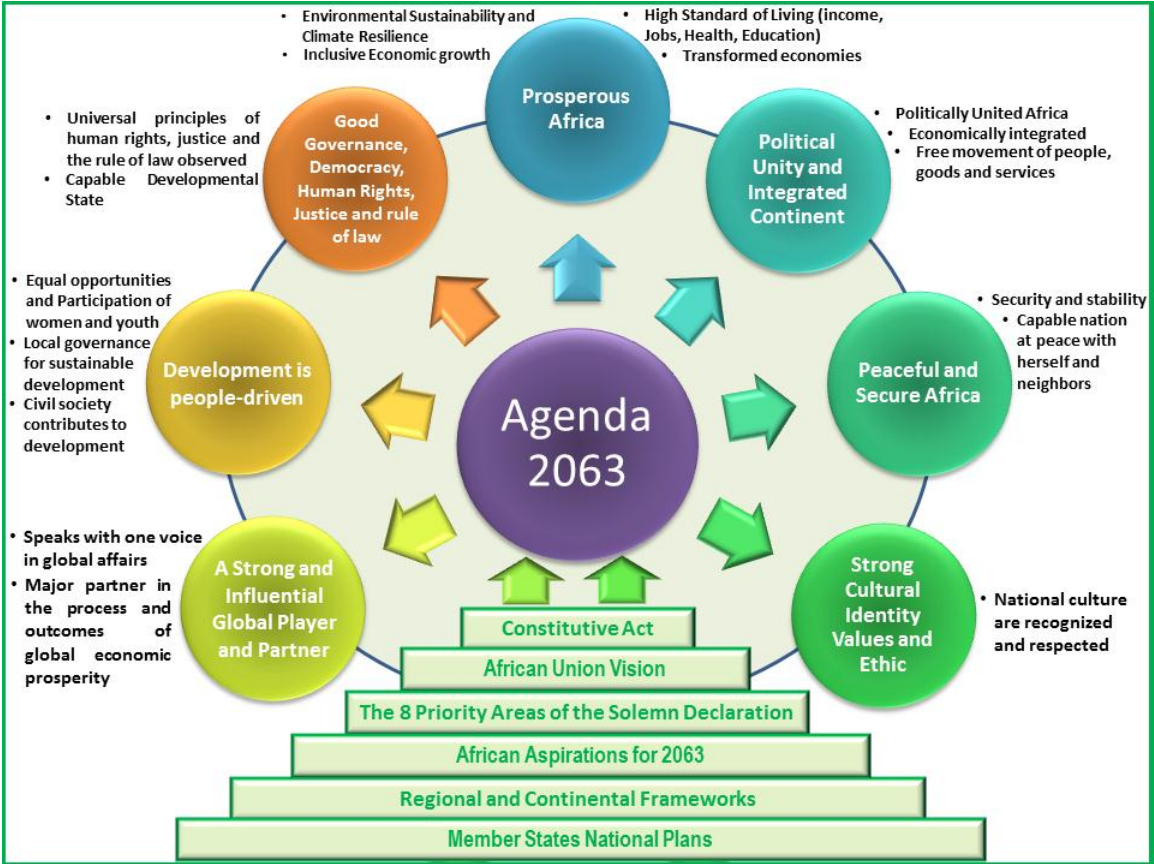 • Environmental Sustainability and
Climate Resilience
• Inclusive Economic growth
• High Standard of Living (income,
Jobs, Health, Education)
• Transformed economies
Prosperous
Africa
• Universal principles of
human rights, justice and
the rule of law observed
• Capable Developmental
State
Good
Governance,
Democracy,
Human Rights,
Justice and rule
of law
Political
Unity and
Integrated
Continent
• Politically United Africa
• Economically integrated
• Free movement of people,
goods and services
• Equal opportunities
and Participation of
women and youth
• Local governance
for sustainable
development
• Civil society
contributes to
development
Development is
people-driven
Agenda
2063
Peaceful and
Secure Africa
• Security and stability
• Capable nation
at peace with
herself and
neighbors
• Speaks with one voice
in global affairs
• Major partner in
the process and
outcomes of
global economic
prosperity
A Strong and
Influential
Global Player
and Partner
Strong
Cultural
Identity
Values and
Ethic
• National culture
are recognized
and respected
Constitutive Act
African Union Vision
The 8 Priority Areas of the Solemn Declaration
African Aspirations for 2063
Regional and Continental Frameworks
Member States National Plans